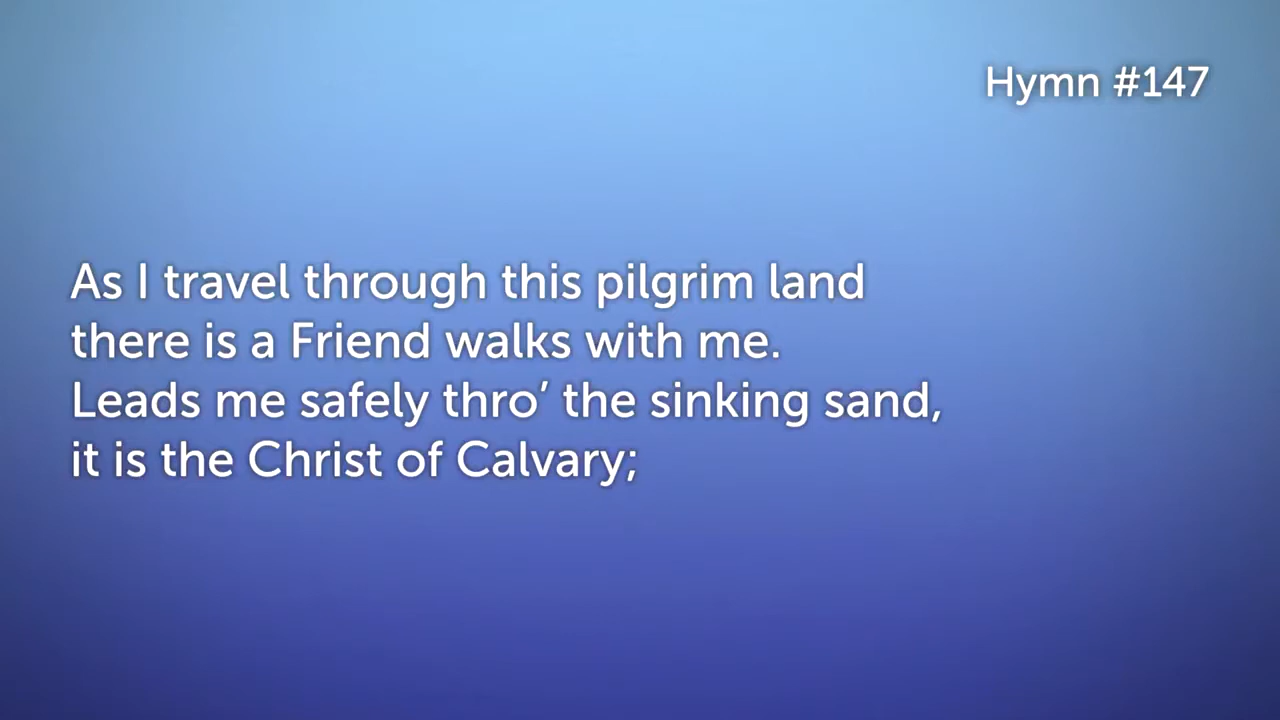 Hymn #147
As I travel through this pilgrim land
there is a Friend walks with me.
Leads me safely thro’ the sinking sand,
it is the Christ of Calvary;